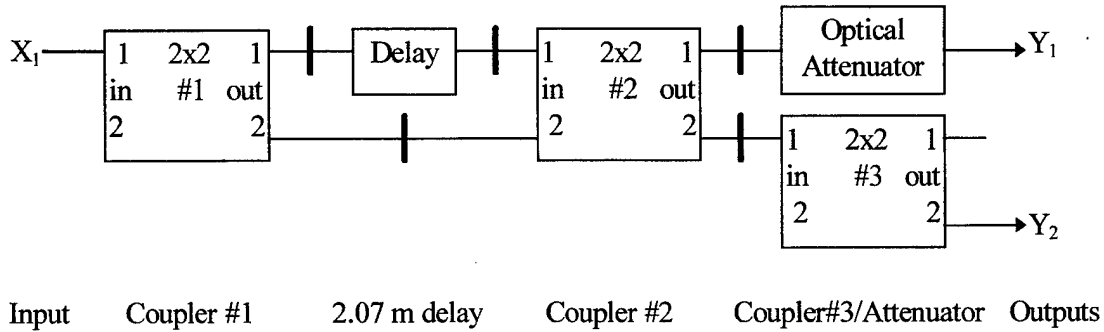 X1 1 2x2 1 Delay 1 2x2 1 Optical Attenuator Y1
in #1 out in #2 out
2 2 2 2 1 2x2 1
in #3 out
2 2 Y2
Input Coupler #1 2.07 m delay Coupler #2 Coupler#3/Attenuator Outputs